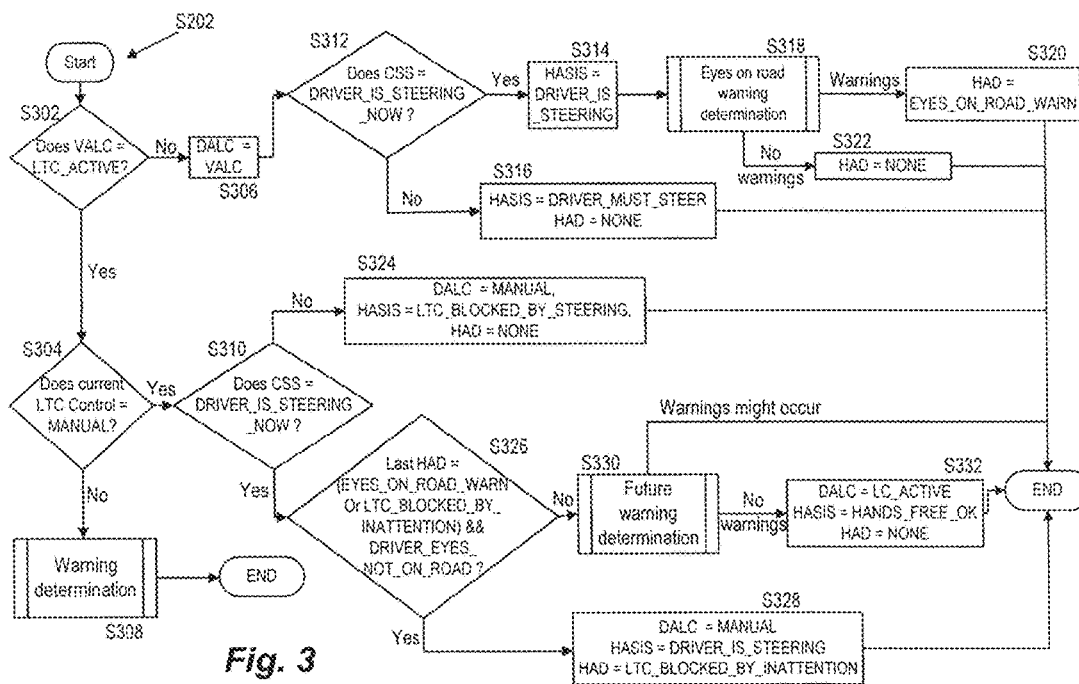 S202
Start
S302
Does VALC =
LTC_ACTIVE?
No
DALC =
VALC
S306
S312
Does CSS =
DRIVER_IS_STEERING
_NOW ?
Yes
S314
HASIS =
DRIVER_IS
_STEERING
S318
Eyes on road
warning
determination
Warnings
S320
HAD =
EYES_ON_ROAD_WARN
No
warnings
S322
HAD = NONE
No
S316
HASIS = DRIVER_MUST_STEER
HAD = NONE
Yes
S324
DALC = MANUAL,
HASIS = LTC_BLOCKED_BY_STEERING,
HAD = NONE
No
S304
Does current
LTC Control =
MANUAL?
Yes
S310
Does CSS =
DRIVER_IS_STEERING
_NOW ?
Yes
S326
Last HAD =
(EYES_ON_ROAD_WARN
Or LTC_BLOCKED_BY_
INATTENTION) &&
DRIVER_EYES_
NOT_ON_ROAD ?
No
Warnings might occur
S330
Future
warning
determination
No
warnings
S332
DALC = LC_ACTIVE
HASIS = HANDS_FREE_OK
HAD = NONE
END
No
Warning
determination
S308
END
Yes
S328
DALC = MANUAL
HASIS = DRIVER_IS_STEERING
HAD = LTC_BLOCKED_BY_INATTENTION
Fig. 3